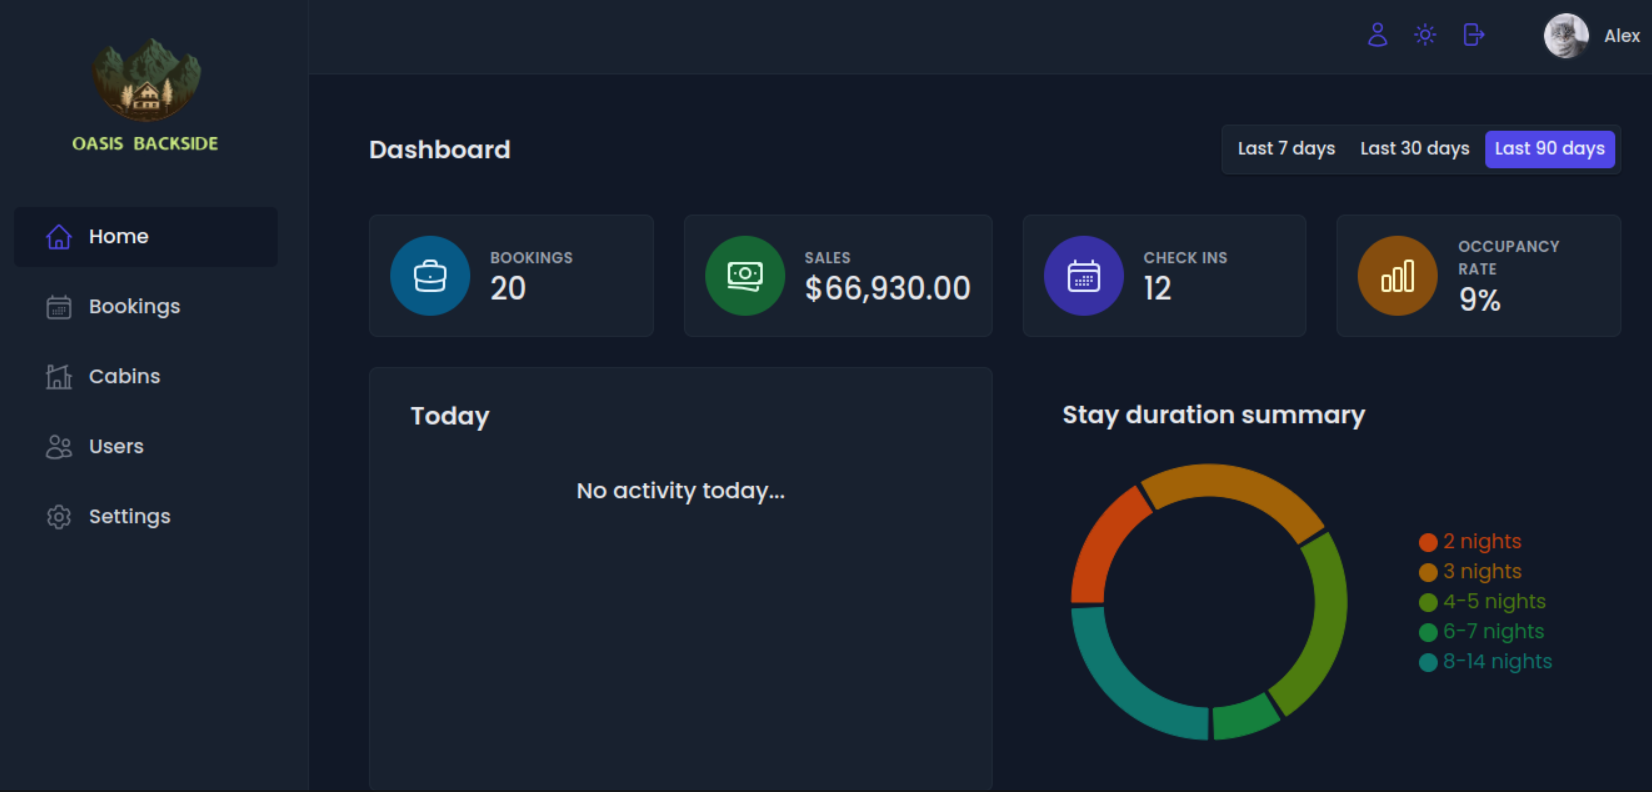 OASIS BACKSIDE
Home
Bookings
Cabins
Users
Settings
Alex
Dashboard
Last 7 days
Last 30 days
Last 90 days
BOOKINGS
20
SALES
$66,930.00
CHECK INS
12
OCCUPANCY
RATE
9%
Today
No activity today...
Stay duration summary
2 nights
3 nights
4-5 nights
6-7 nights
8-14 nights